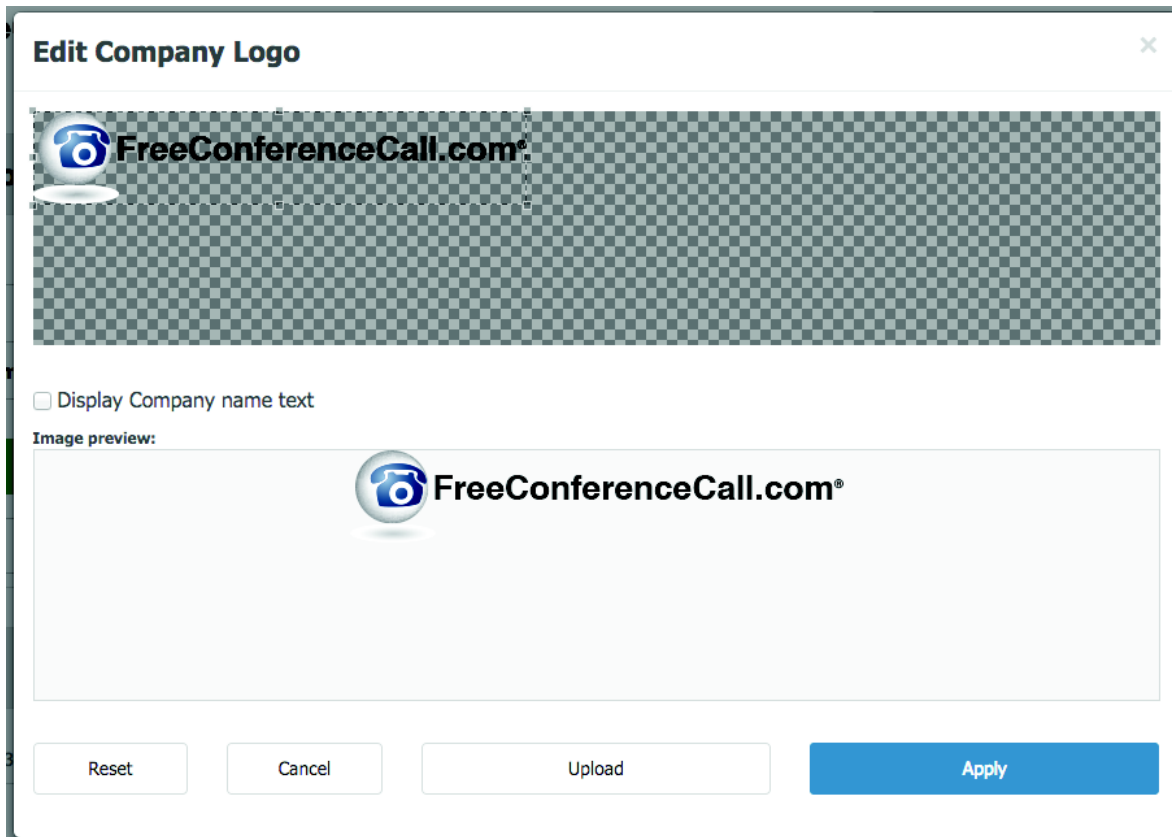 Edit Company Logo
×
FreeConferenceCall.com®
Display Company name text
Image preview:
FreeConferenceCall.com®
Reset Cancel Upload Apply